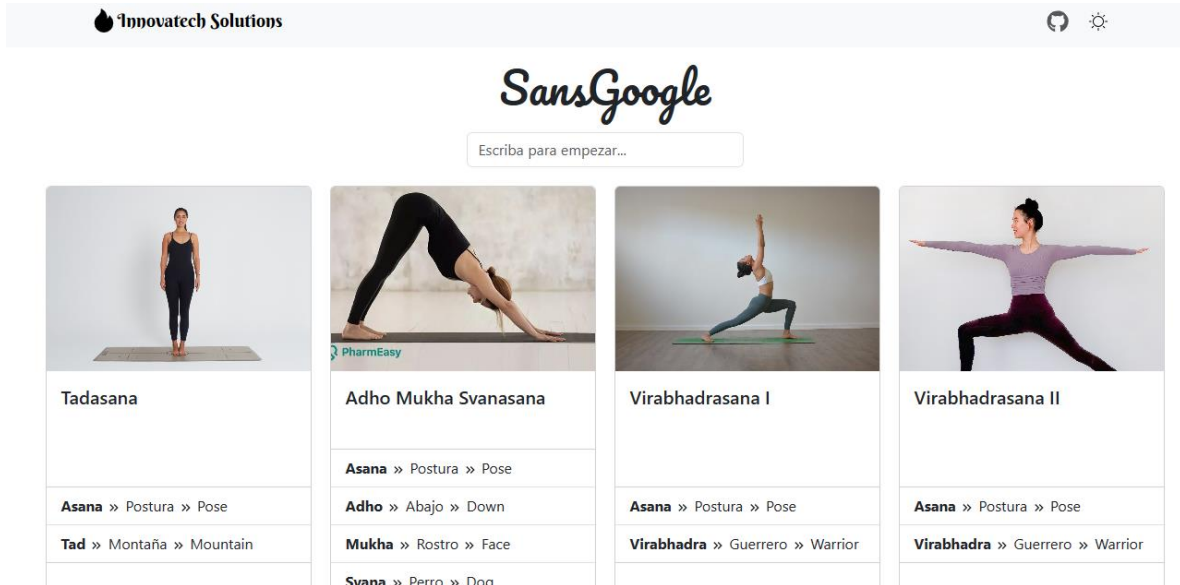 Innovatech Solutions
SansGoogle
Escriba para empezar...
PharmEasy
Tadasana
Asana » Postura » Pose
Tad » Montaña » Mountain
Adho Mukha Svanasana
Asana » Postura » Pose
Adho » Abajo » Down
Mukha » Rostro » Face
Svana » Perro » Dog
Virabhadrasana I
Asana » Postura » Pose
Virabhadra » Guerrero » Warrior
Virabhadrasana II
Asana » Postura » Pose
Virabhadra » Guerrero » Warrior